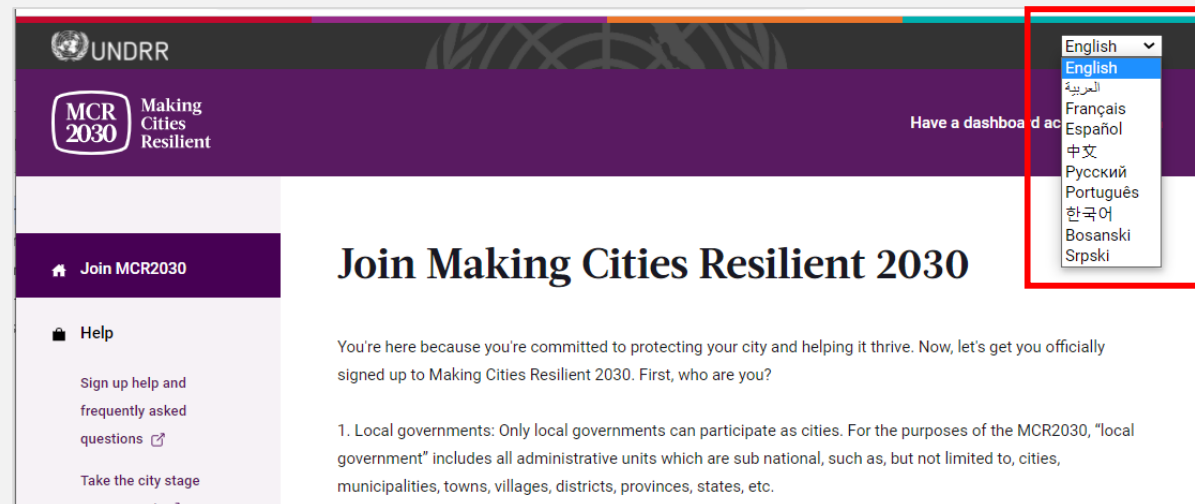 UNDRR
English
English
العربية
Français
Español
中文
Русский
Português
한국어
Bosanski
Srpski
MCR
2030
Making
Cities
Resilient
Have a dashboard ac
Join MCR2030
Help
Sign up help and
frequently asked
questions
Take the city stage
Join Making Cities Resilient 2030
You're here because you're committed to protecting your city and helping it thrive. Now, let's get you officially
signed up to Making Cities Resilient 2030. First, who are you?
1. Local governments: Only local governments can participate as cities. For the purposes of the MCR2030, “local
government” includes all administrative units which are sub national, such as, but not limited to, cities,
municipalities, towns, villages, districts, provinces, states, etc.